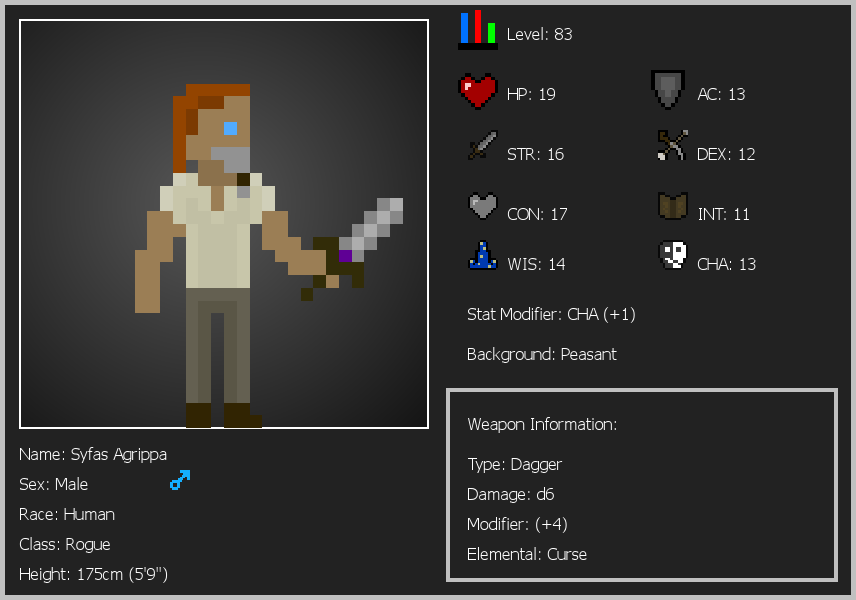 Level: 83
HP: 19
AC: 13
STR: 16
DEX: 12
CON: 17
INT: 11
WIS: 14
CHA: 13
Stat Modifier: CHA (+1)
Background: Peasant
Weapon Information:
Type: Dagger
Damage: d6
Modifier: (+4)
Elemental: Curse
Name: Syfas Agrippa
Sex: Male
Race: Human
Class: Rogue
Height: 175cm (5'9")